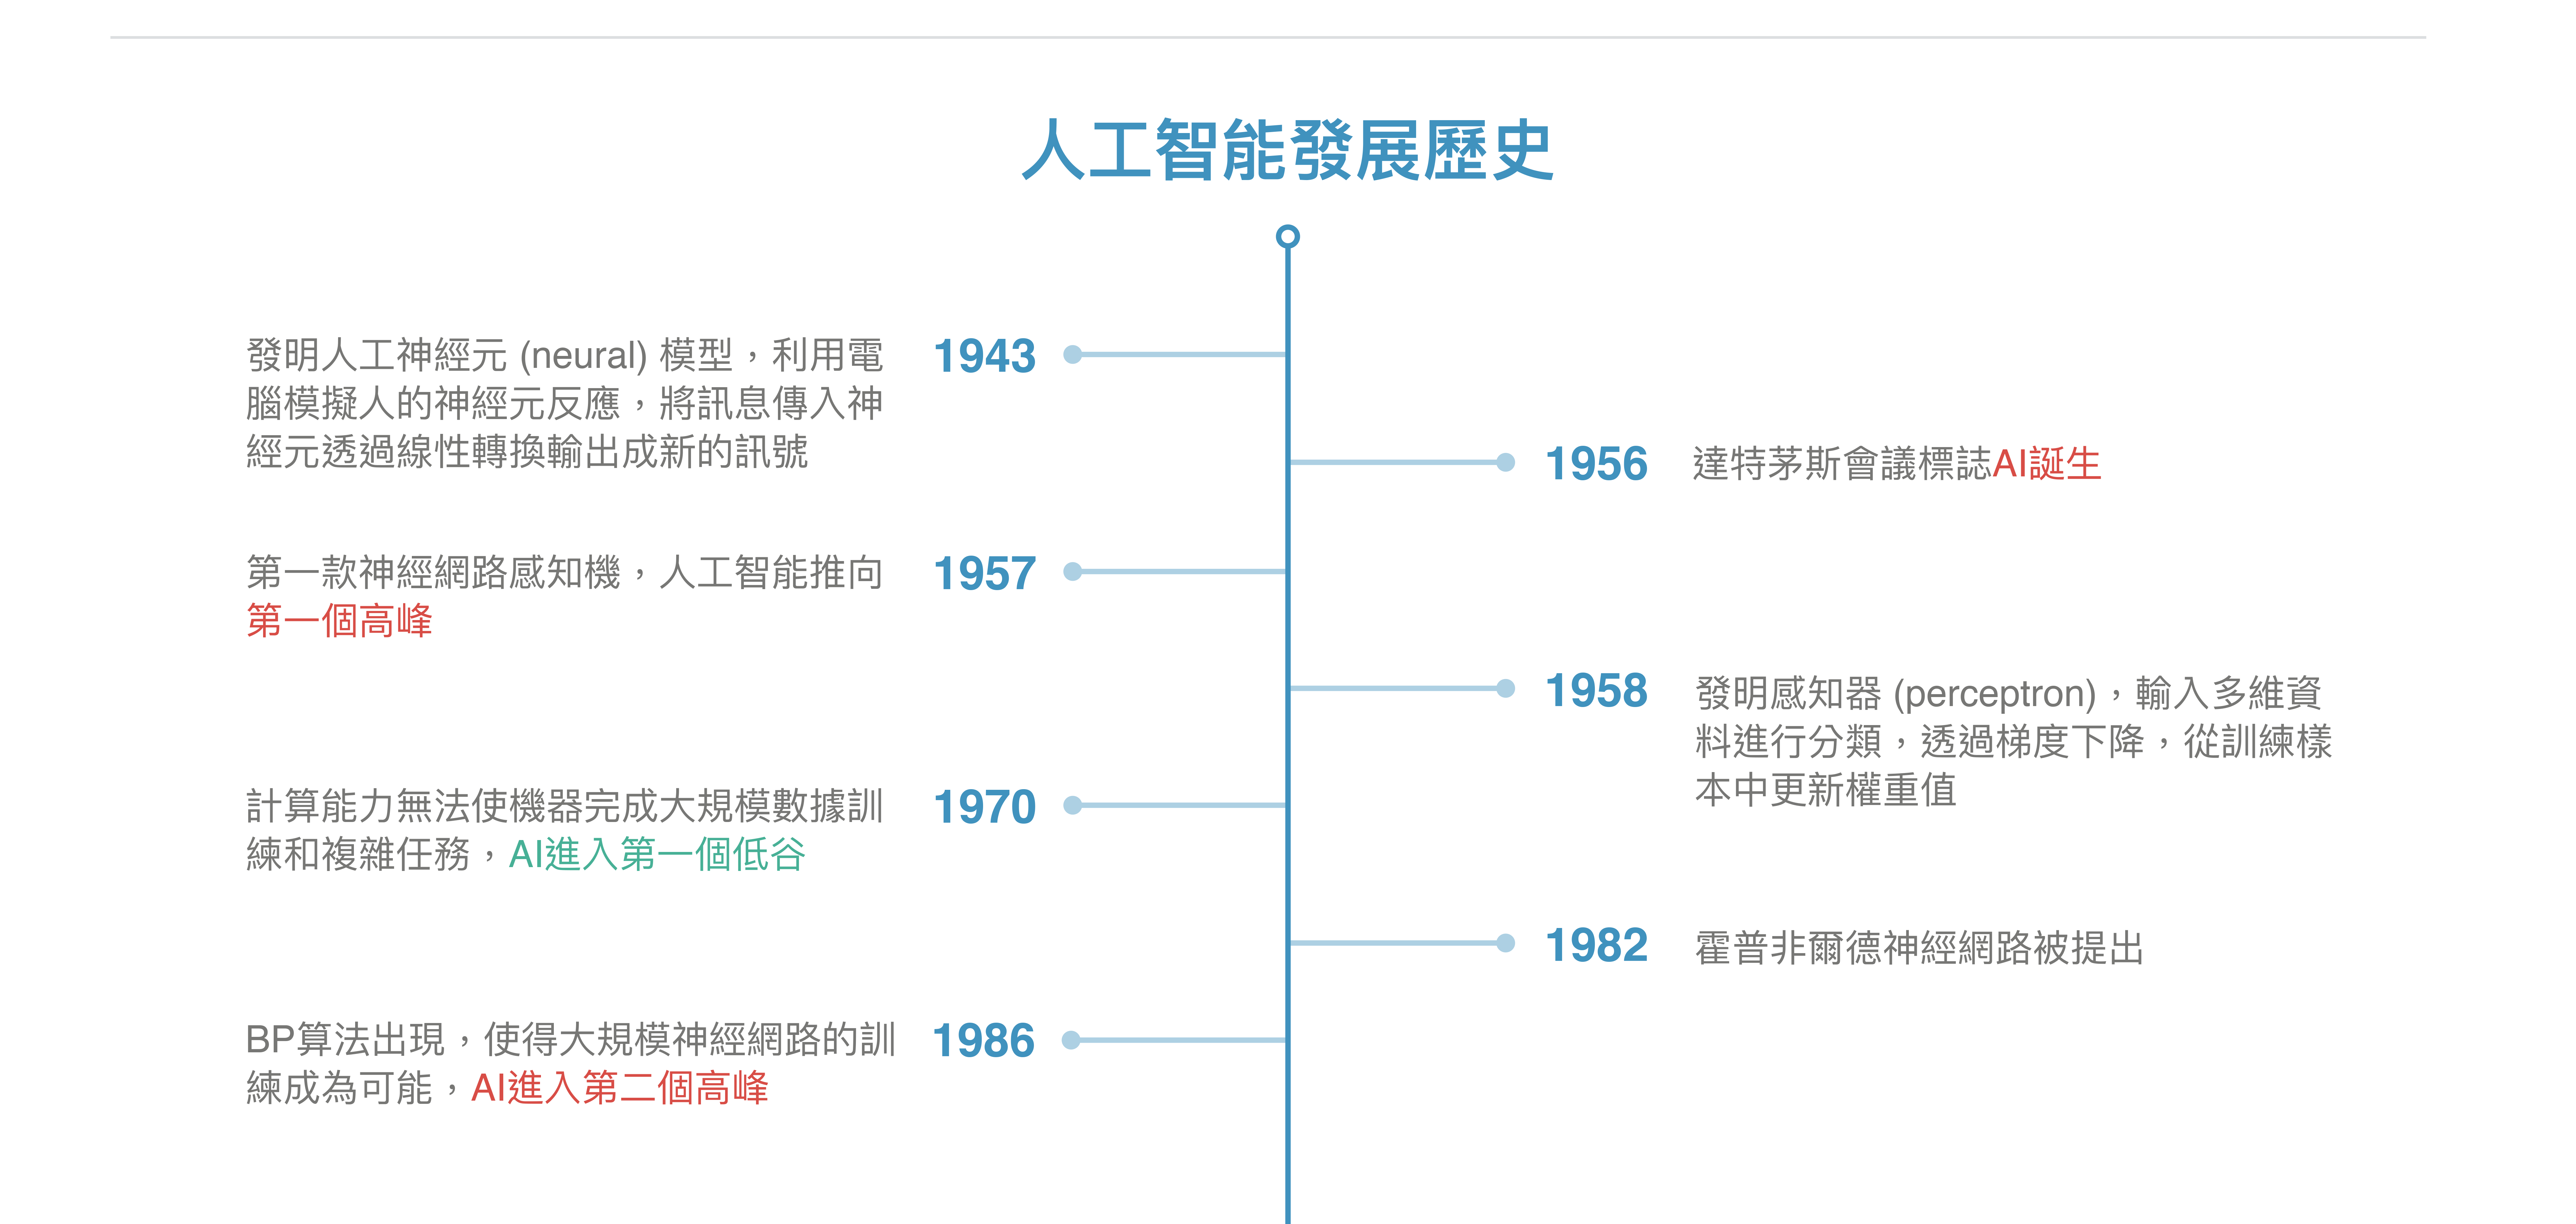 人工智能發展歷史
1943
發明人工神經元 (neural) 模型，利用電
腦模擬人的神經元反應，將訊息傳入神
經元透過線性轉換輸出成新的訊號
1956
達特茅斯會議標誌AI誕生
1957
第一款神經網路感知機，人工智能推向
第一個高峰
1958
發明感知器 (perceptron)，輸入多維資
料進行分類，透過梯度下降，從訓練樣
本中更新權重值
1970
計算能力無法使機器完成大規模數據訓
練和複雜任務，AI進入第一個低谷
1982
霍普非爾德神經網路被提出
1986
BP算法出現，使得大規模神經網路的訓
練成為可能，AI進入第二個高峰